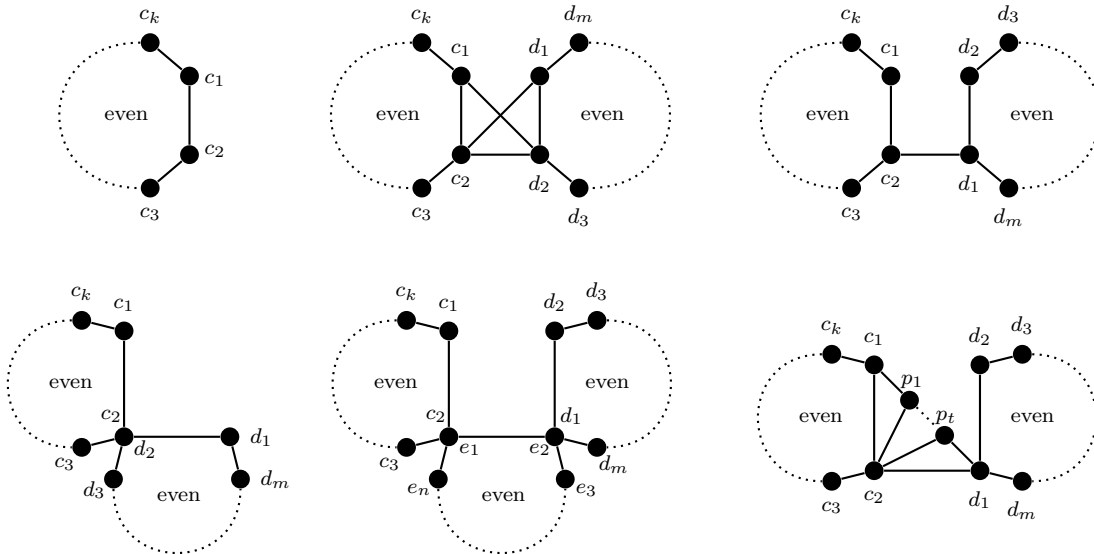 c_k c_1 even c_2 c_3
c_k c_1 d_1 d_m even even c_2 d_2 c_3 d_3
c_k c_1 d_2 d_3 even even c_2 d_1 c_3 d_m
c_k c_1 even c_2 d_2 d_1 c_3 d_3 even d_m
c_k c_1 d_2 d_3 even even c_2 e_1 e_2 d_1 c_3 d_m e_n even e_3
c_k c_1 d_2 d_3 p_1 even p_t even c_2 d_1 c_3 d_m